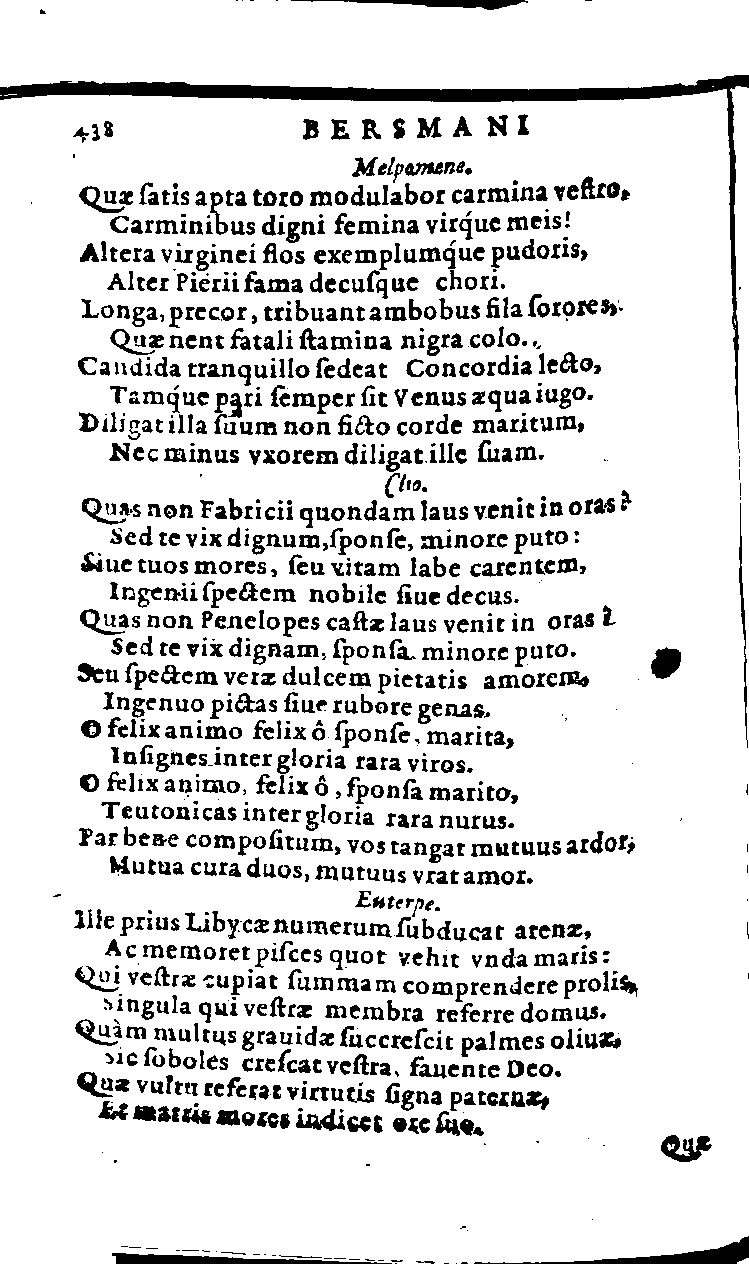 438 BERSMANI
Melpomene.
Quæ ſatis apta toro modulabor carmina veſtro,
Carminibus digni femina virq́ue meis!
Altera virginei flos exemplumq́ue pudoris,
Alter Pierii fama decuſque chori.
Longa, precor, tribuant ambobus fila ſorores,
Quæ nent fatali ſtamina nigra colo.
Candida tranquillo ſedeat Concordia lecto,
Tamq́ue pari ſemper ſit Venus æqua iugo.
Diligat illa ſuum non ficto corde maritum,
Nec minus vxorem diligat ille ſuam.
Clio.
Quas non Fabricii quondam laus venit in oras?
Sed te vix dignum, ſponſe, minore puto:
Siue tuos mores, ſeu vitam labe carentem,
Ingenii ſpectem nobile ſiue decus.
Quas non Penelopes caſtæ laus venit in oras?
Sed te vix dignam, ſponſa minore puto.
Seu ſpectem veræ dulcem pietatis amorem,
Ingenuo pictas ſiue rubore genas.
O felix animo felix ô ſponſe, marita,
Inſignes inter gloria rara viros.
O felix animo, felix ô, ſponſa marito,
Teutonicas inter gloria rara nurus.
Par bene compoſitum, vos tangat mutuus ardor,
Mutua cura duos, mutuus vrat amor.
Euterpe.
Ille prius Libycæ numerum ſubducat arenæ,
Ac memoret piſces quot vehit vnda maris:
Qui veſtræ cupiat ſummam comprendere prolis,
Singula qui veſtræ membra referre domus.
Quàm multus grauidæ ſuccreſcit palmes oliuæ,
Sic ſoboles creſcat veſtra, fauente Deo.
Quæ vultu referat virtutis ſigna paternæ,
Et matris mores indicet ore ſuo.
Quæ